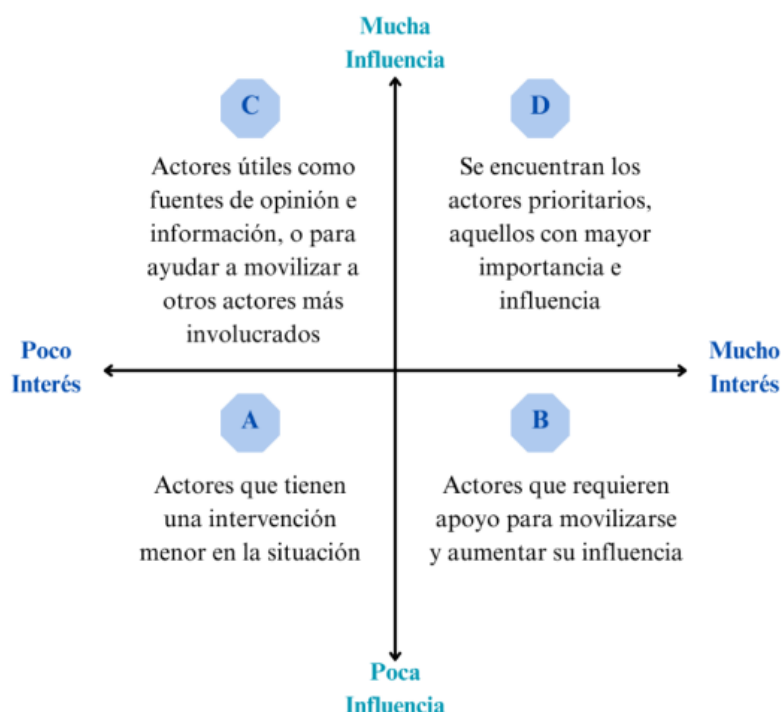 Mucha
Influencia
C
Actores útiles como
fuentes de opinión e
información, o para
ayudar a movilizar a
otros actores más
involucrados
D
Se encuentran los
actores prioritarios,
aquellos con mayor
importancia e
influencia
Poco
Interés
Mucho
Interés
A
Actores que tienen
una intervención
menor en la situación
B
Actores que requieren
apoyo para movilizarse
y aumentar su influencia
Poca
Influencia